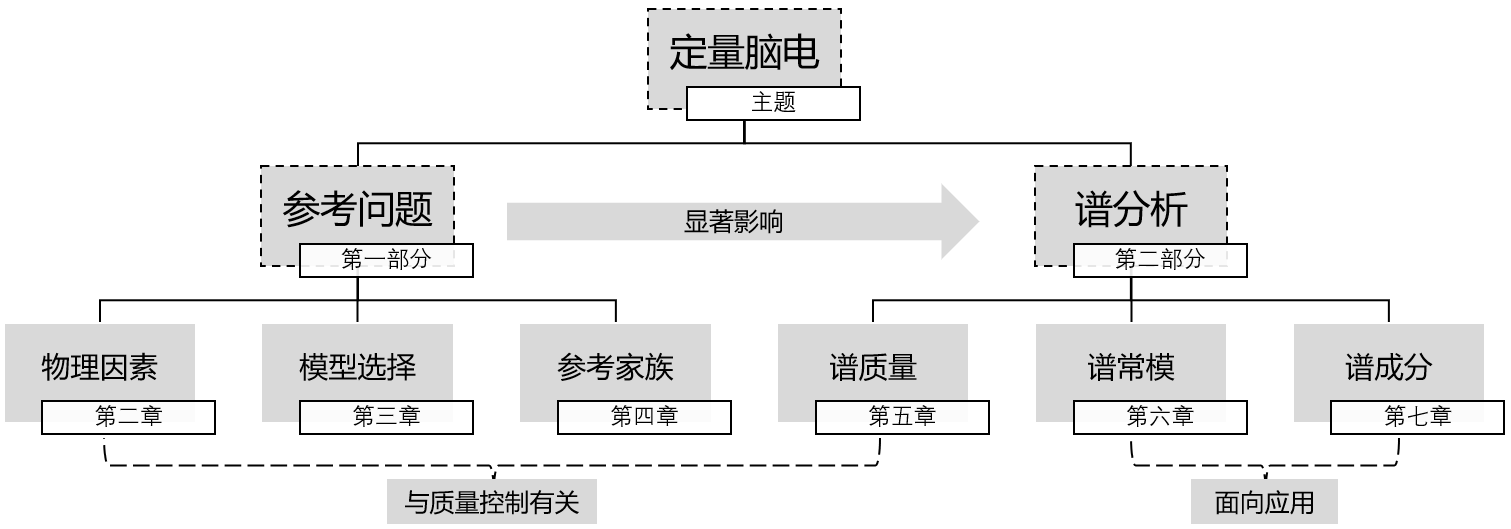 定量脑电
主题
参考问题
第一部分
显著影响
谱分析
第二部分
物理因素
第二章
模型选择
第三章
参考家族
第四章
谱质量
第五章
谱常模
第六章
谱成分
第七章
与质量控制有关
面向应用